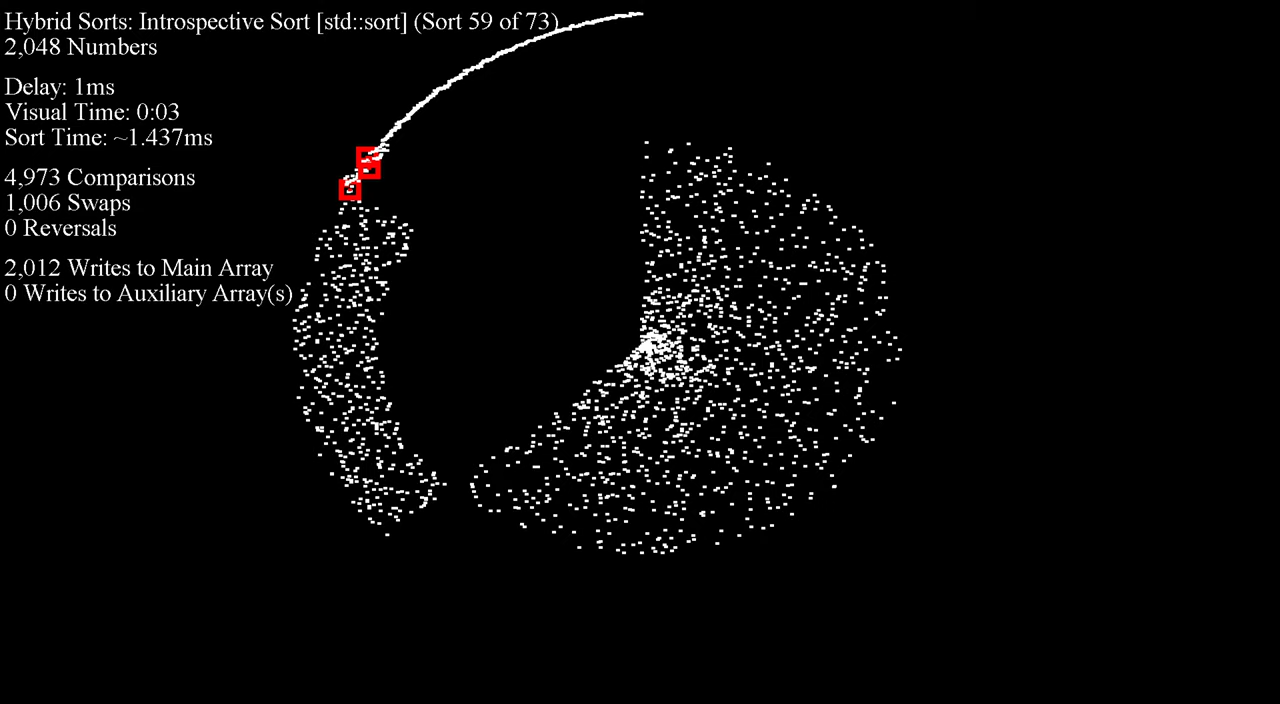 Hybrid Sorts: Introspective Sort [std::sort] (Sort 59 of 73)
2,048 Numbers
Delay: 1ms
Visual Time: 0:03
Sort Time: ~1.437ms
4,973 Comparisons
1,006 Swaps
0 Reversals
2,012 Writes to Main Array
0 Writes to Auxiliary Array(s)